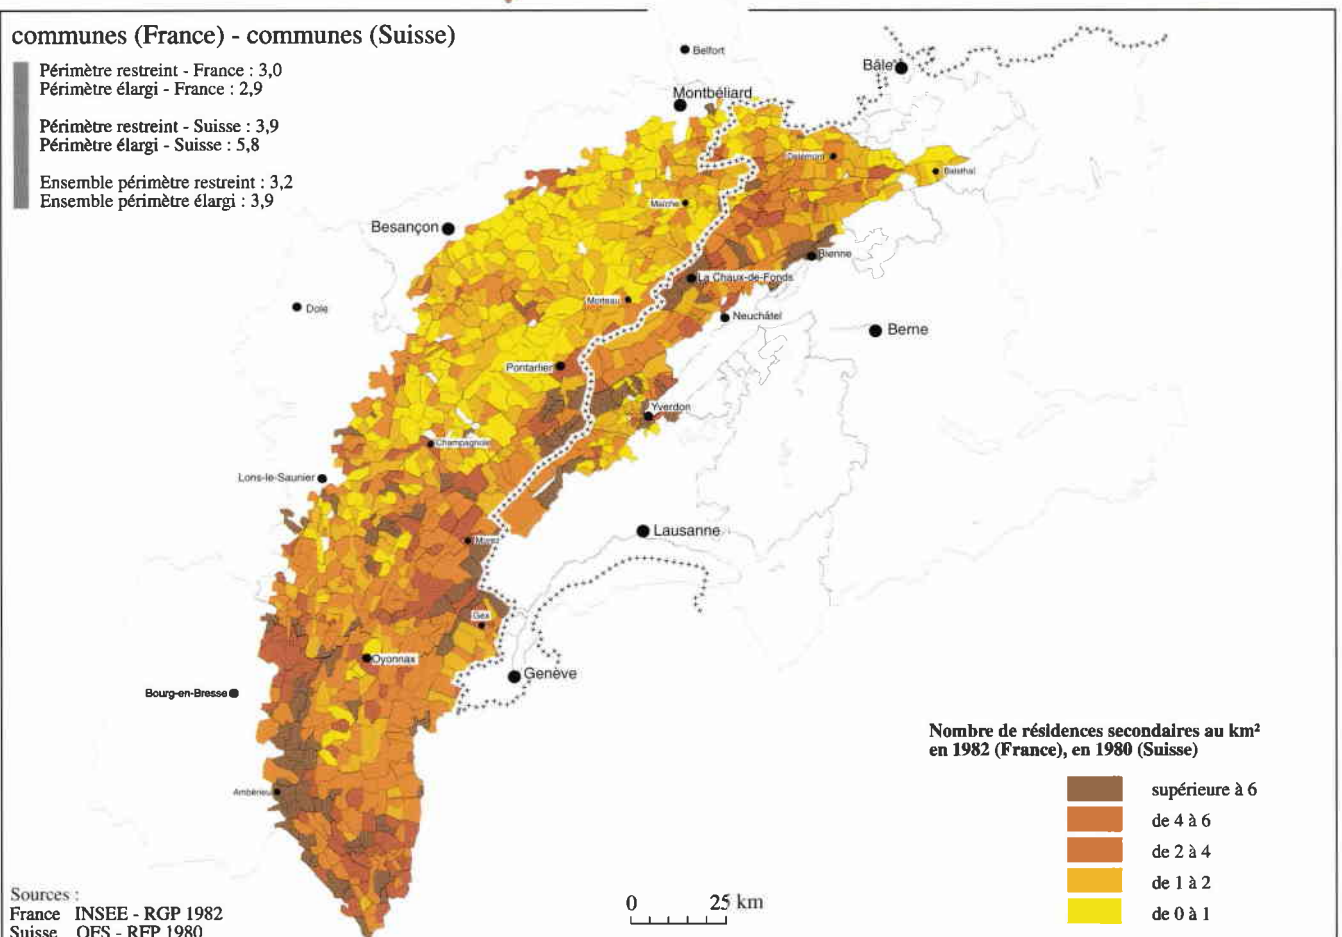 communes (France) - communes (Suisse)
Périmètre restreint - France : 3,0
Périmètre élargi - France : 2,9
Périmètre restreint - Suisse : 3,9
Périmètre élargi - Suisse : 5,8
Ensemble périmètre restreint : 3,2
Ensemble périmètre élargi : 3,9
Belfort
Bâle
Montbéliard
Delémont
Balsthal
Maîche
Besançon
Bienne
La Chaux-de-Fonds
Morteau
Dole
Neuchâtel
Berne
Pontarlier
Yverdon
Champagnole
Lons-le-Saunier
Lausanne
Morez
Gex
Oyonnax
Genève
Bourg-en-Bresse
Ambérieu
Nombre de résidences secondaires au km²
en 1982 (France), en 1980 (Suisse)
supérieure à 6
de 4 à 6
de 2 à 4
de 1 à 2
de 0 à 1
0 25 km
Sources :
France INSEE - RGP 1982
Suisse OFS - RFP 1980